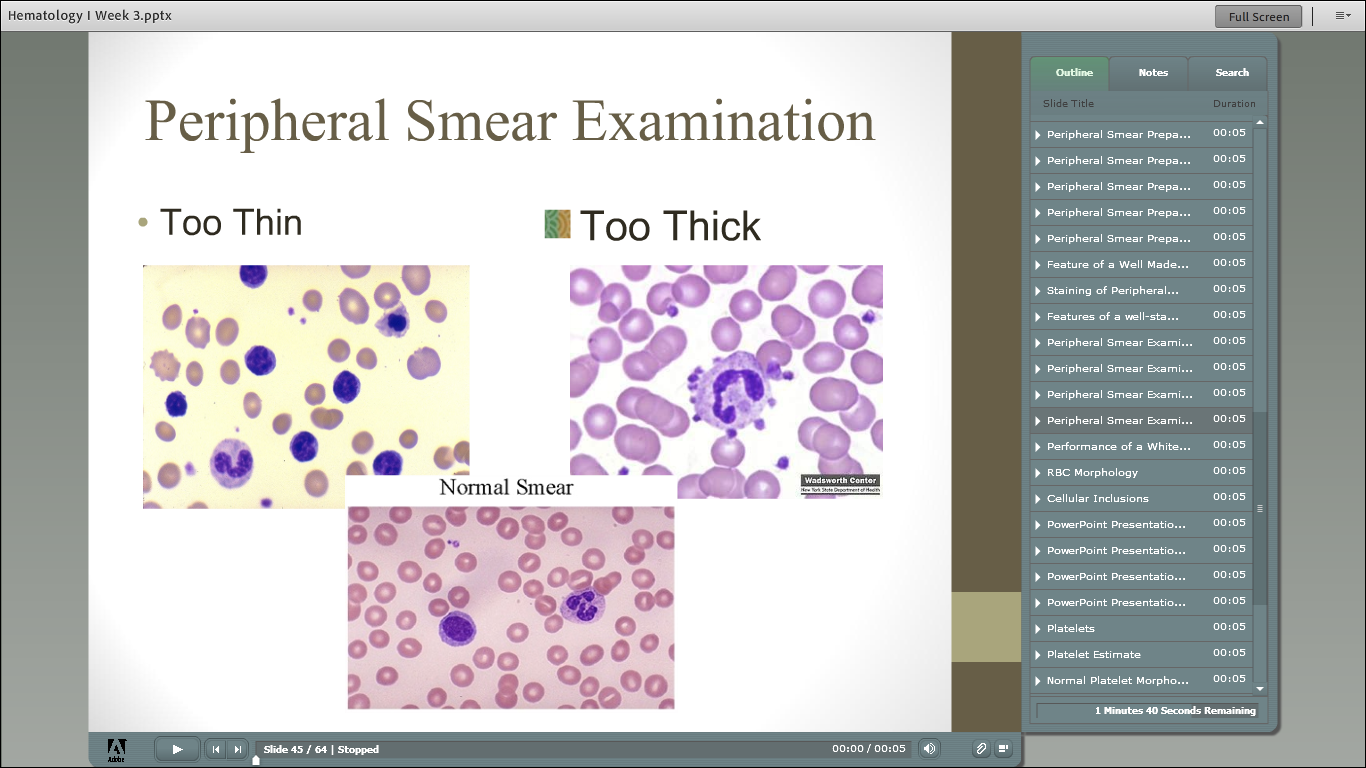 Hematology I Week 3.pptx
Full Screen
Peripheral Smear Examination
• Too Thin
Too Thick
Wadsworth Center
New York State Department of Health
Normal Smear
Outline Notes Search
Slide Title Duration
Peripheral Smear Prepa... 00:05
Peripheral Smear Prepa... 00:05
Peripheral Smear Prepa... 00:05
Peripheral Smear Prepa... 00:05
Peripheral Smear Prepa... 00:05
Feature of a Well Made... 00:05
Staining of Peripheral... 00:05
Features of a well-sta... 00:05
Peripheral Smear Exami... 00:05
Peripheral Smear Exami... 00:05
Peripheral Smear Exami... 00:05
Peripheral Smear Exami... 00:05
Performance of a White... 00:05
RBC Morphology 00:05
Cellular Inclusions 00:05
PowerPoint Presentatio... 00:05
PowerPoint Presentatio... 00:05
PowerPoint Presentatio... 00:05
PowerPoint Presentatio... 00:05
Platelets 00:05
Platelet Estimate 00:05
Normal Platelet Morpho... 00:05
1 Minutes 40 Seconds Remaining
Adobe
Slide 45 / 64 | Stopped 00:00 / 00:05